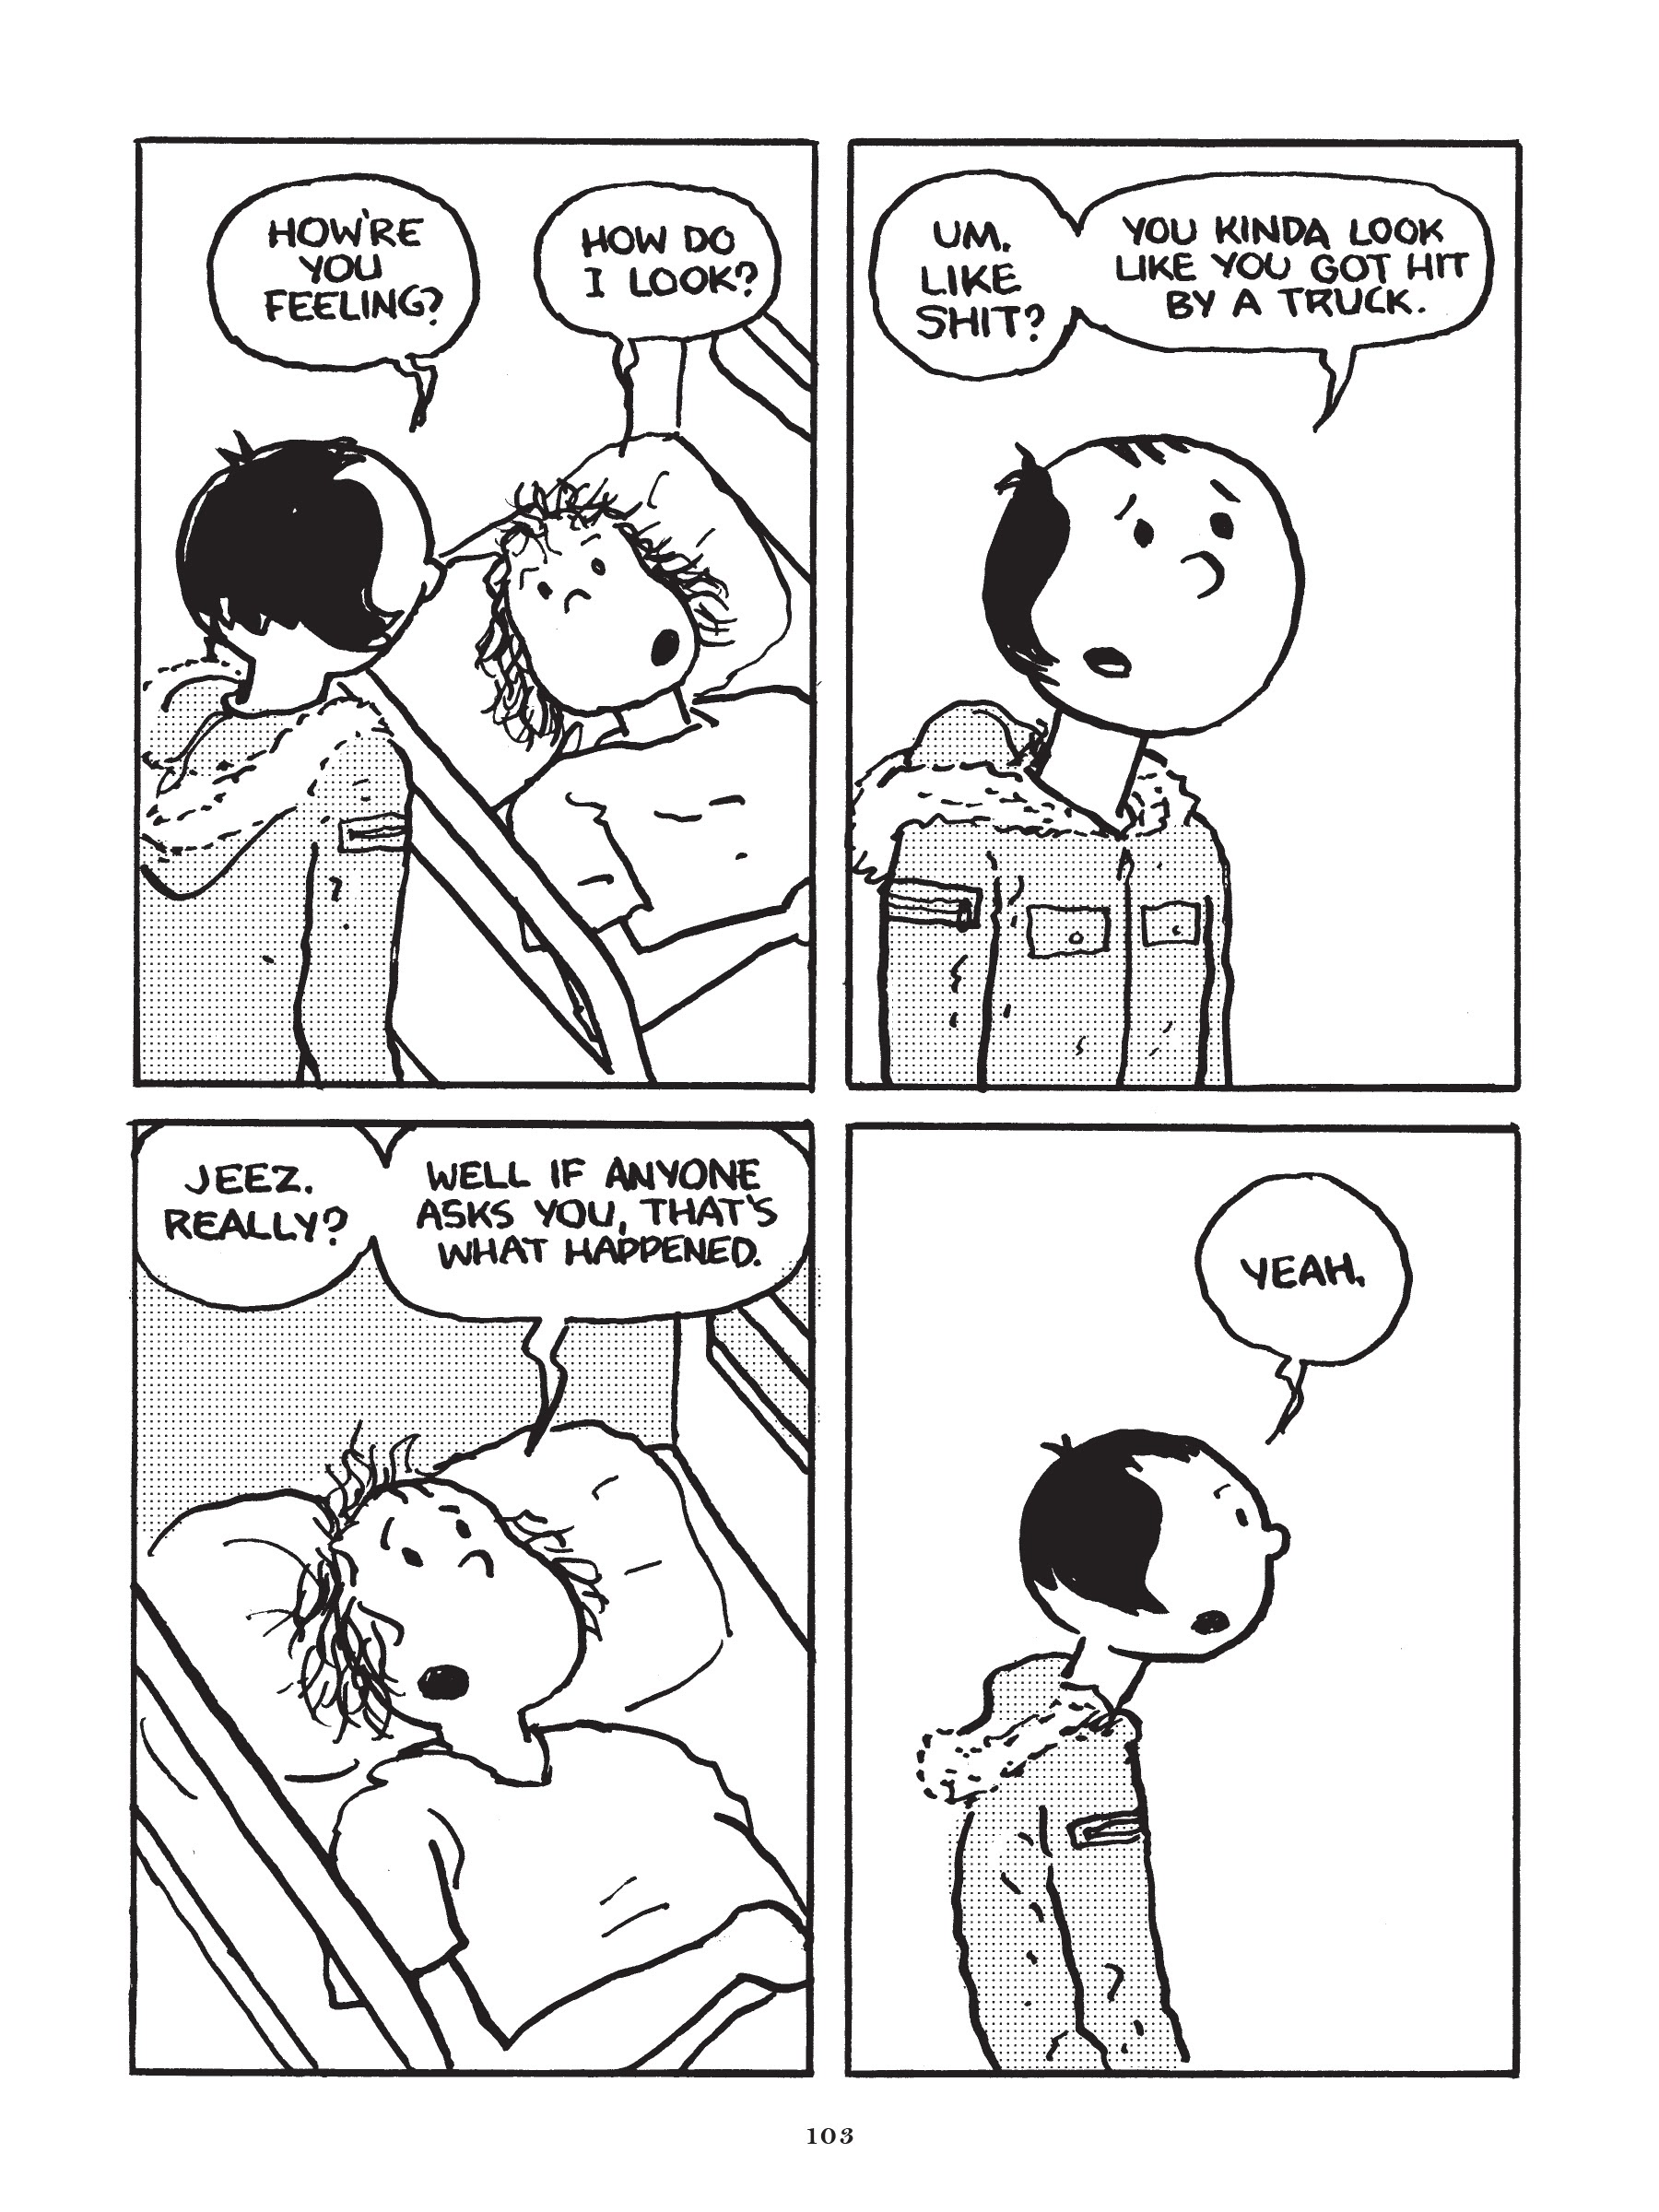 HOW'RE
YOU
FEELING?
HOW DO
I LOOK?
UM.
LIKE
SHIT?
YOU KINDA LOOK
LIKE YOU GOT HIT
BY A TRUCK.
JEEZ.
REALLY?
WELL IF ANYONE
ASKS YOU, THAT'S
WHAT HAPPENED.
YEAH.
103